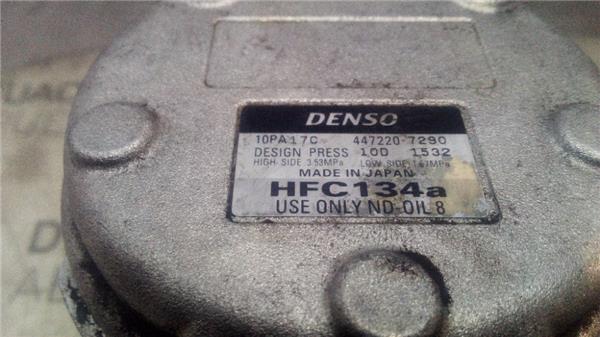 DENSO
10PA17C 447220-7290
DESIGN PRESS 10D 1532
HIGH SIDE 3.53MPa LOW SIDE 1.67MPa
MADE IN JAPAN
HFC134a
USE ONLY ND-OIL 8